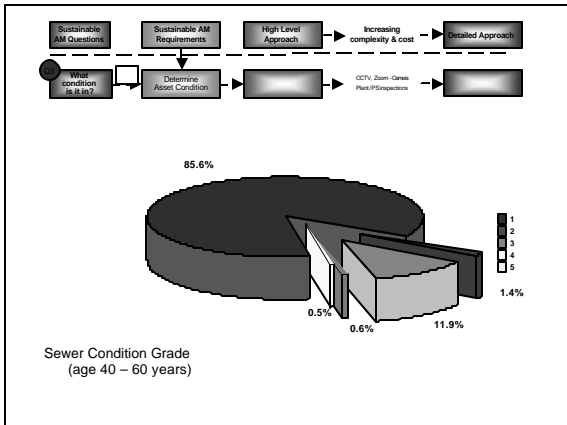 Sustainable
AM Questions
Sustainable AM
Requirements
High Level
Approach
Increasing
complexity & cost
Detailed Approach
Q3
What
condition
is it in?
Determine
Asset Condition
CCTV, Zoom -Cames
Plant/PS inspections
85.6%
1
2
3
4
5
1.4%
0.5%
0.6%
11.9%
Sewer Condition Grade
(age 40 – 60 years)